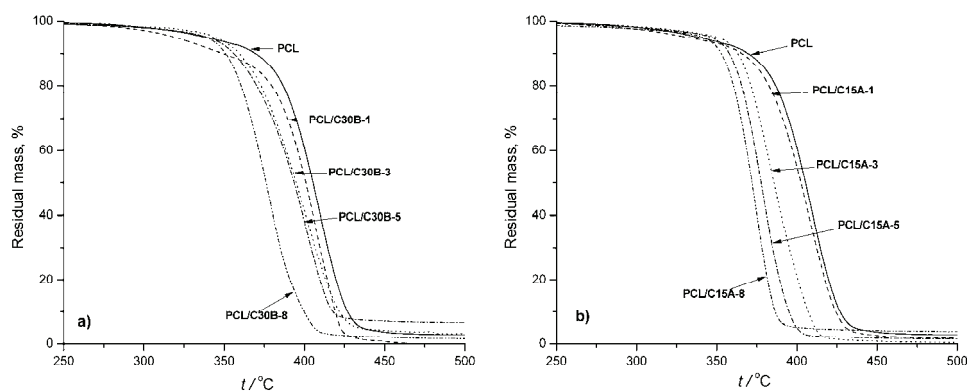 100
80
60
40
20
0
Residual mass, %
250
300
350
400
450
500
t / °C
PCL
PCL/C30B-1
PCL/C30B-3
PCL/C30B-5
PCL/C30B-8
a)
100
80
60
40
20
0
Residual mass, %
250
300
350
400
450
500
t / °C
PCL
PCL/C15A-1
PCL/C15A-3
PCL/C15A-5
PCL/C15A-8
b)